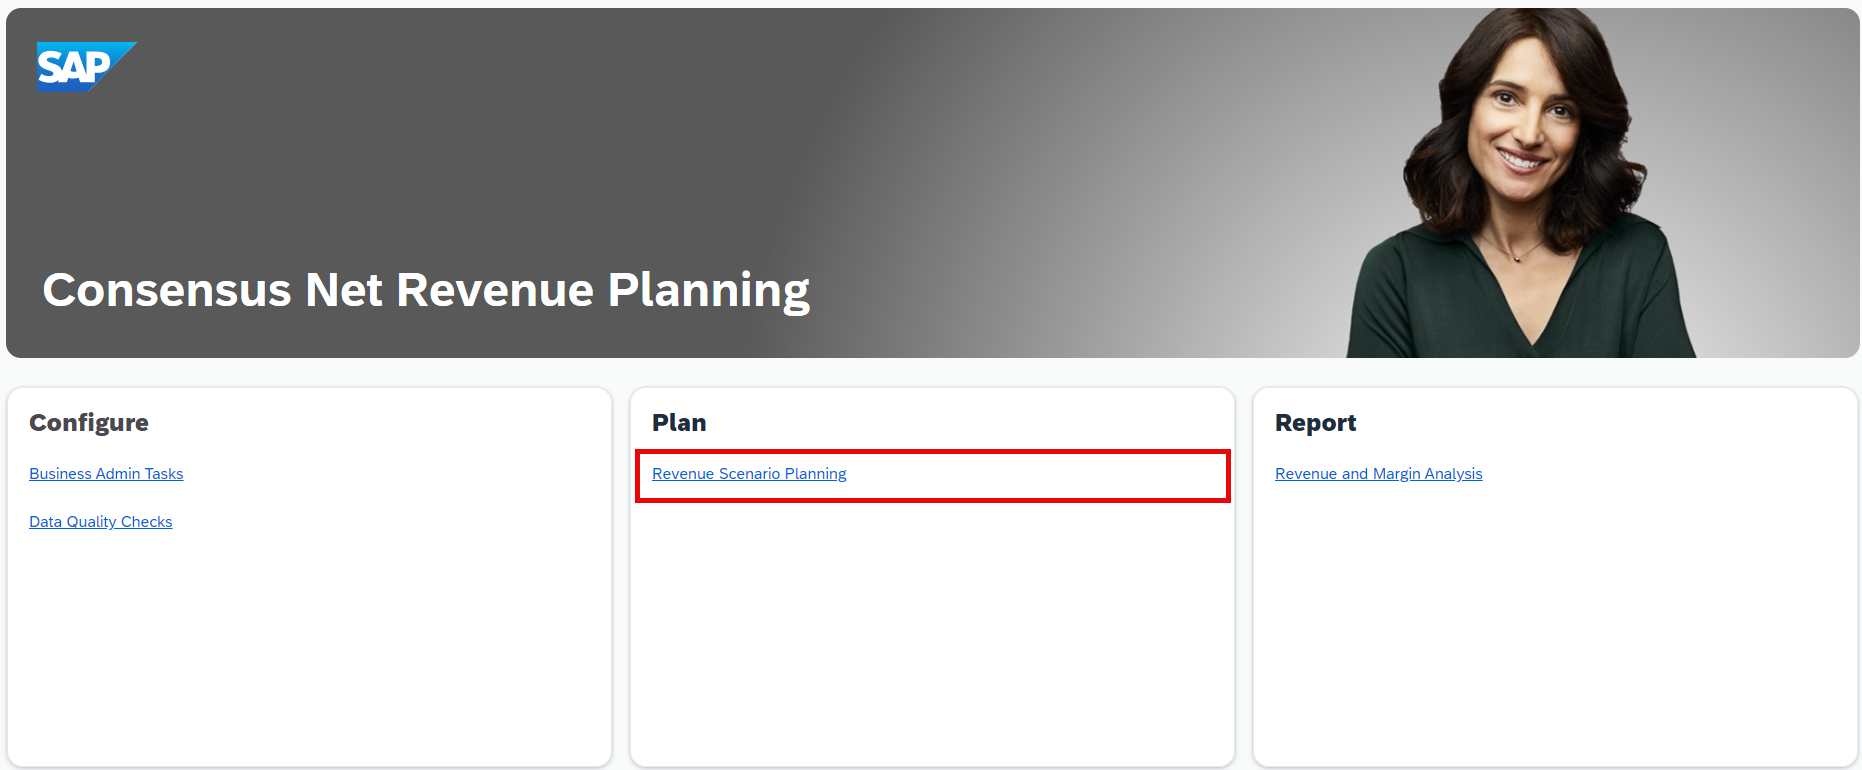 SAP
Consensus Net Revenue Planning
Configure
Business Admin Tasks
Data Quality Checks
Plan
Revenue Scenario Planning
Report
Revenue and Margin Analysis